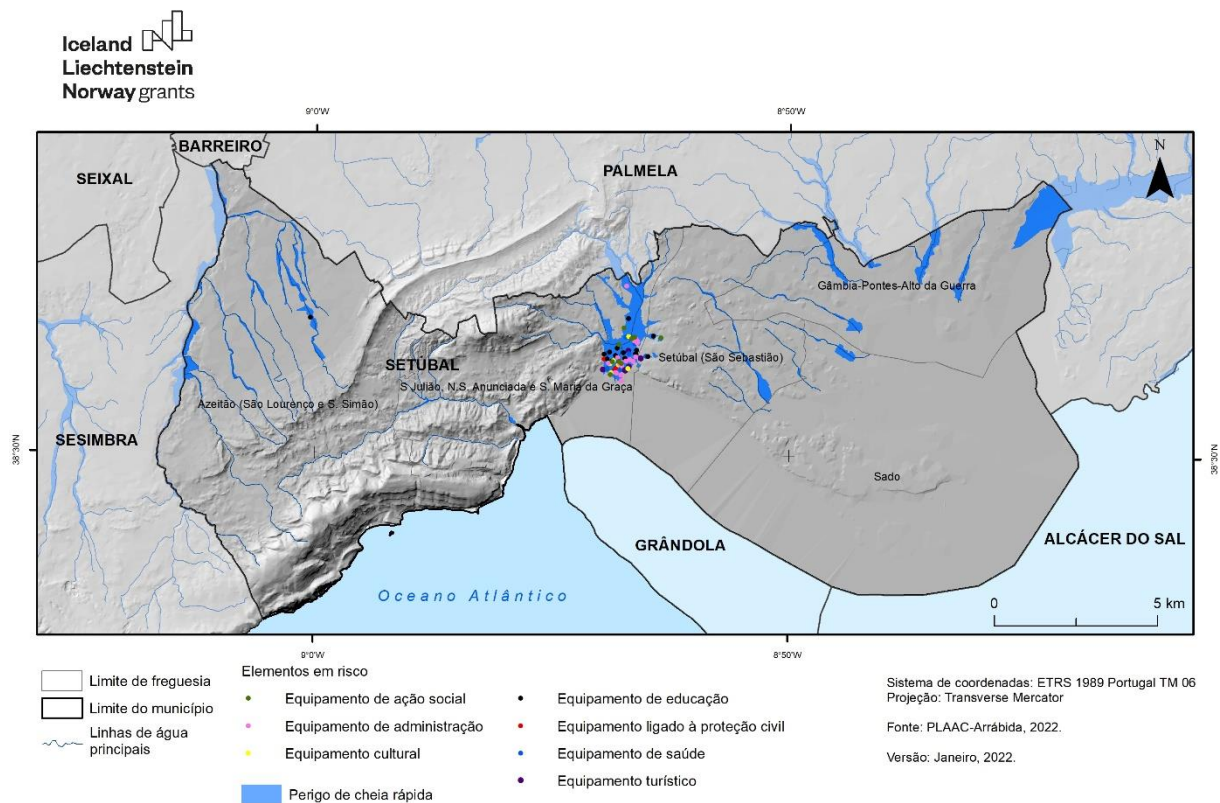 Iceland
Liechtenstein
Norway grants
9°0'W
8°50'W
BARREIRO
SEIXAL
PALMELA
N
Gâmbia-Pontes-Alto da Guerra
SETÚBAL
Setúbal (São Sebastião)
S Julião, N.S. Anunciada e S. Maria da Graça
Azeitão (São Lourenço e S. Simão)
SESIMBRA
38°30'N
38°30'N
Sado
GRÂNDOLA
ALCÁCER DO SAL
Oceano Atlântico
0
5 km
9°0'W
8°50'W
Limite de freguesia
Limite do município
Linhas de água
principais
Elementos em risco
Equipamento de ação social
Equipamento de administração
Equipamento cultural
Perigo de cheia rápida
Equipamento de educação
Equipamento ligado à proteção civil
Equipamento de saúde
Equipamento turístico
Sistema de coordenadas: ETRS 1989 Portugal TM 06
Projeção: Transverse Mercator
Fonte: PLAAC-Arrábida, 2022.
Versão: Janeiro, 2022.